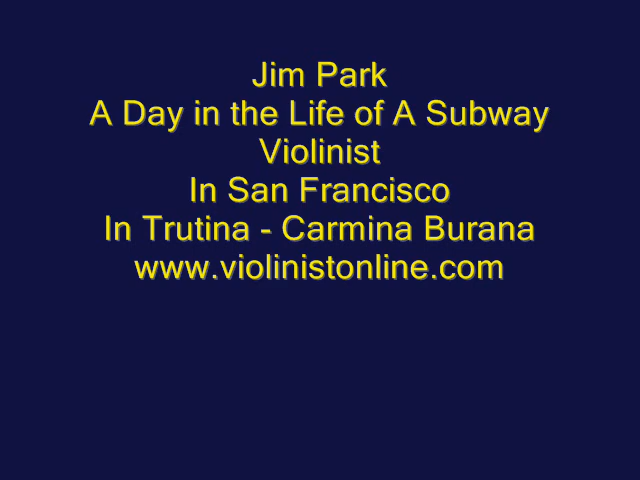 Jim Park
A Day in the Life of A Subway
Violinist
In San Francisco
In Trutina - Carmina Burana
www.violinistonline.com